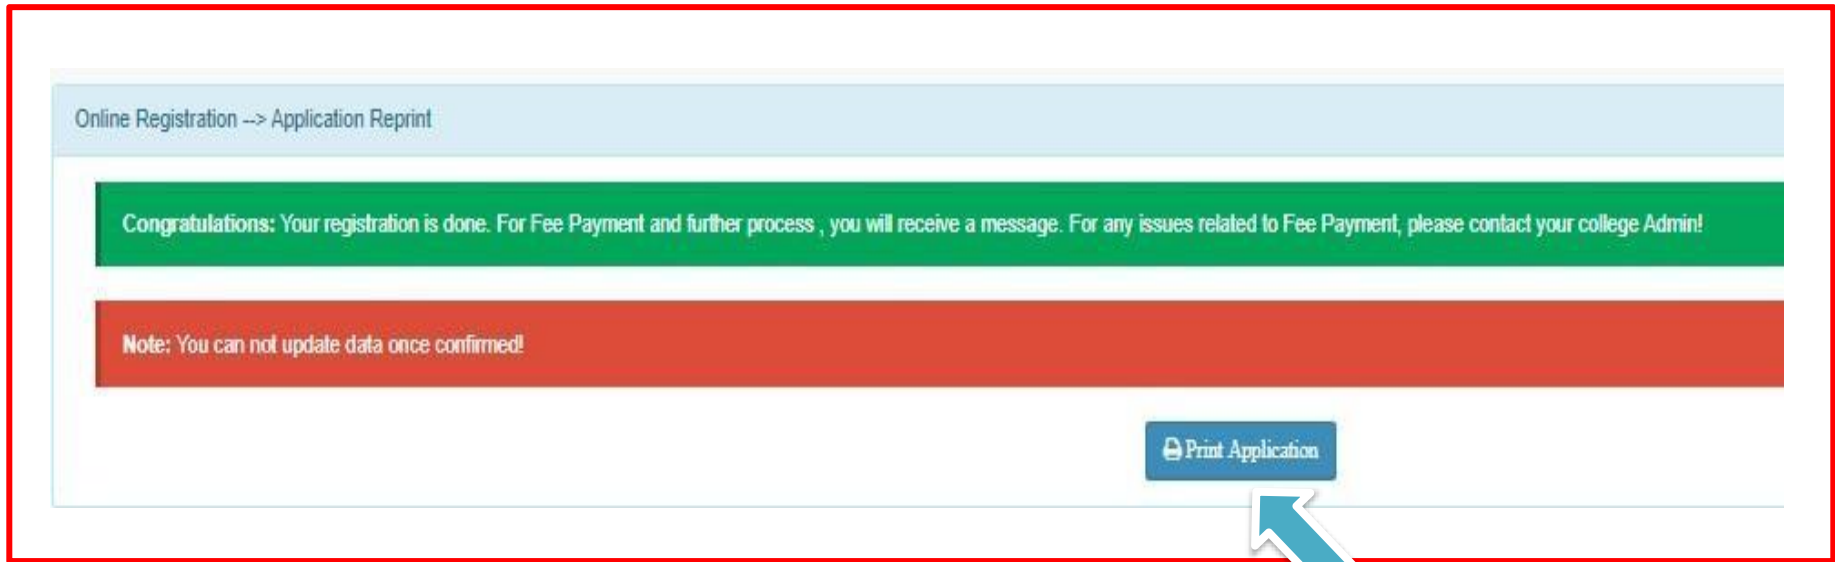 Online Registration --> Application Reprint
Congratulations: Your registration is done. For Fee Payment and further process , you will receive a message. For any issues related to Fee Payment, please contact your college Admin!
Note: You can not update data once confirmed!
Print Application